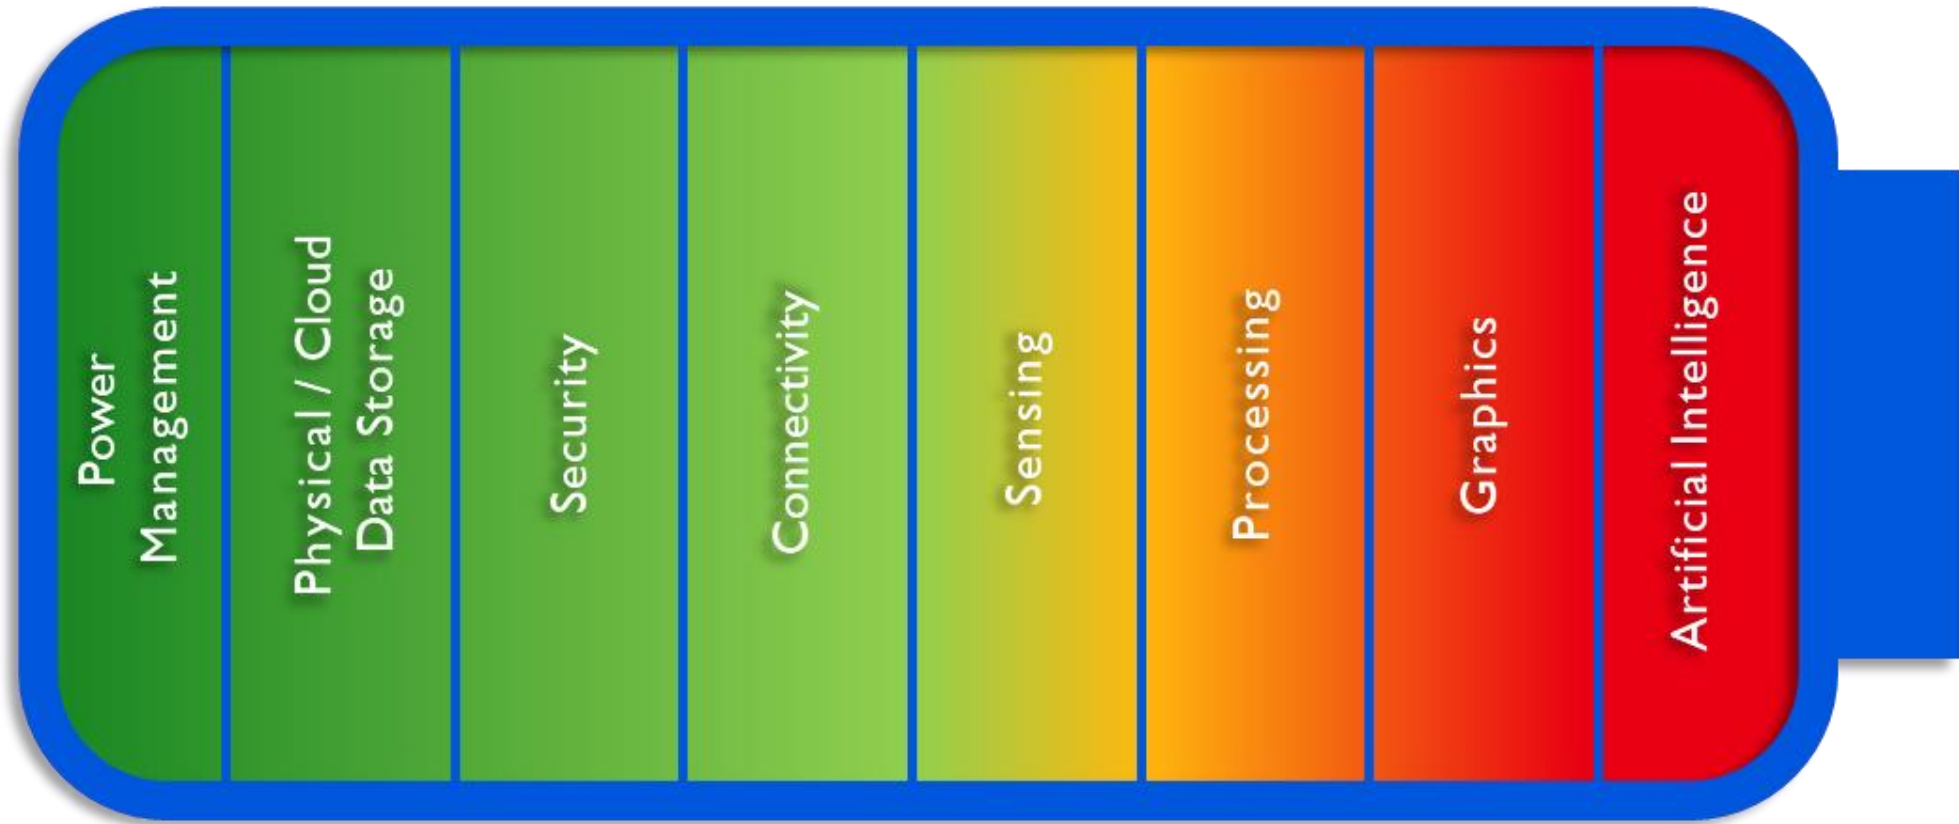 Power
Management
Physical / Cloud
Data Storage
Security
Connectivity
Sensing
Processing
Graphics
Artificial Intelligence